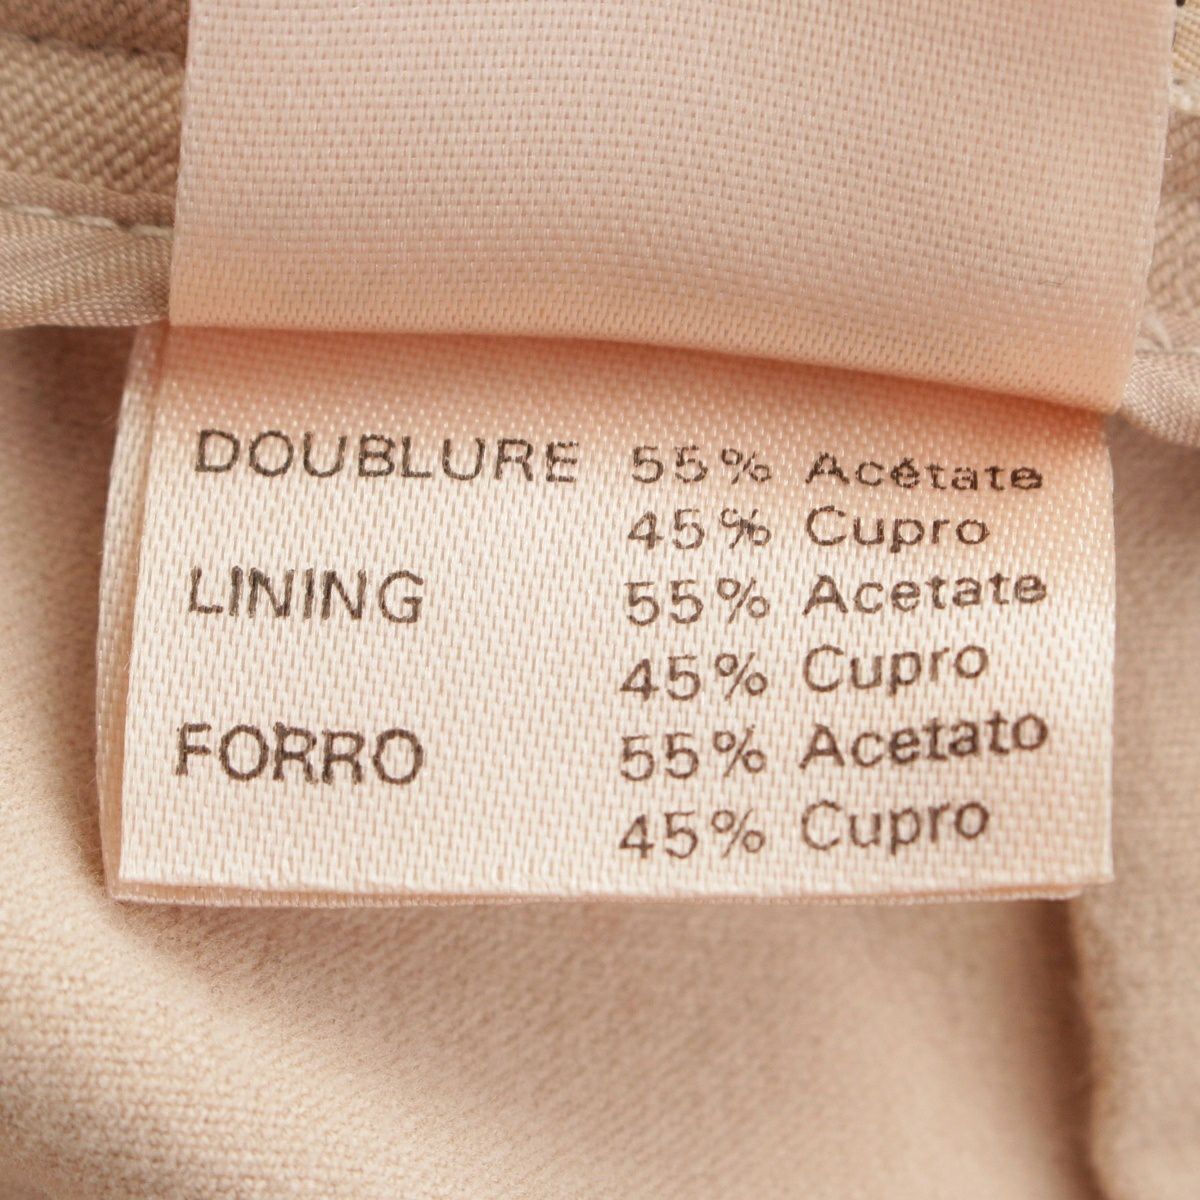 DOUBLURE 55% Acétate
45% Cupro
LINING 55% Acetate
45% Cupro
FORRO 55% Acetato
45% Cupro